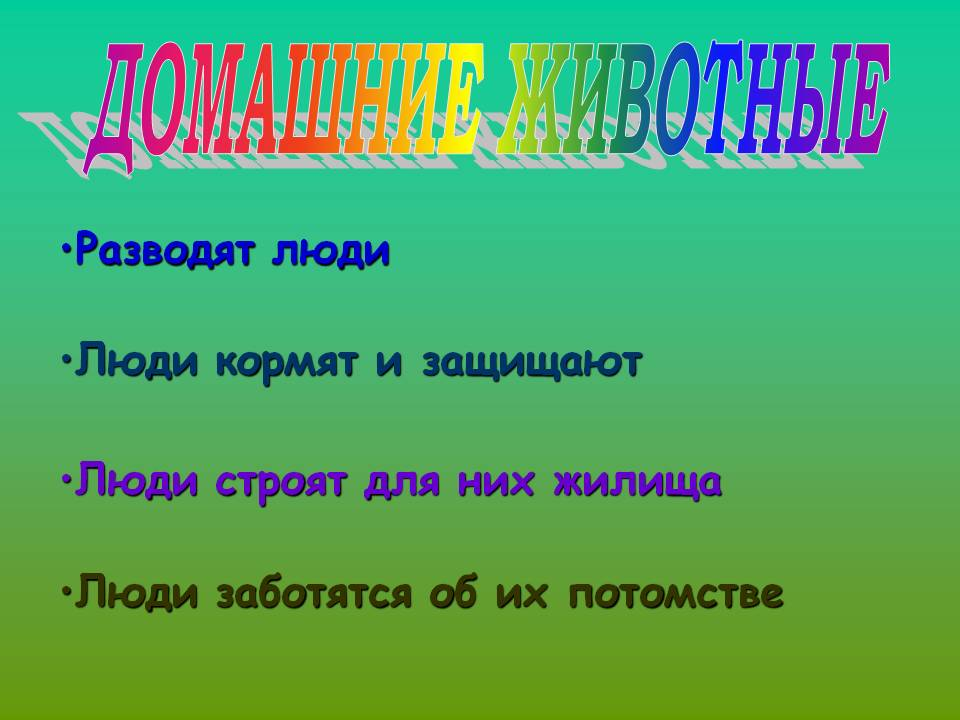 ДОМАШНИЕ ЖИВОТНЫЕ
•Разводят люди
•Люди кормят и защищают
•Люди строят для них жилища
•Люди заботятся об их потомстве